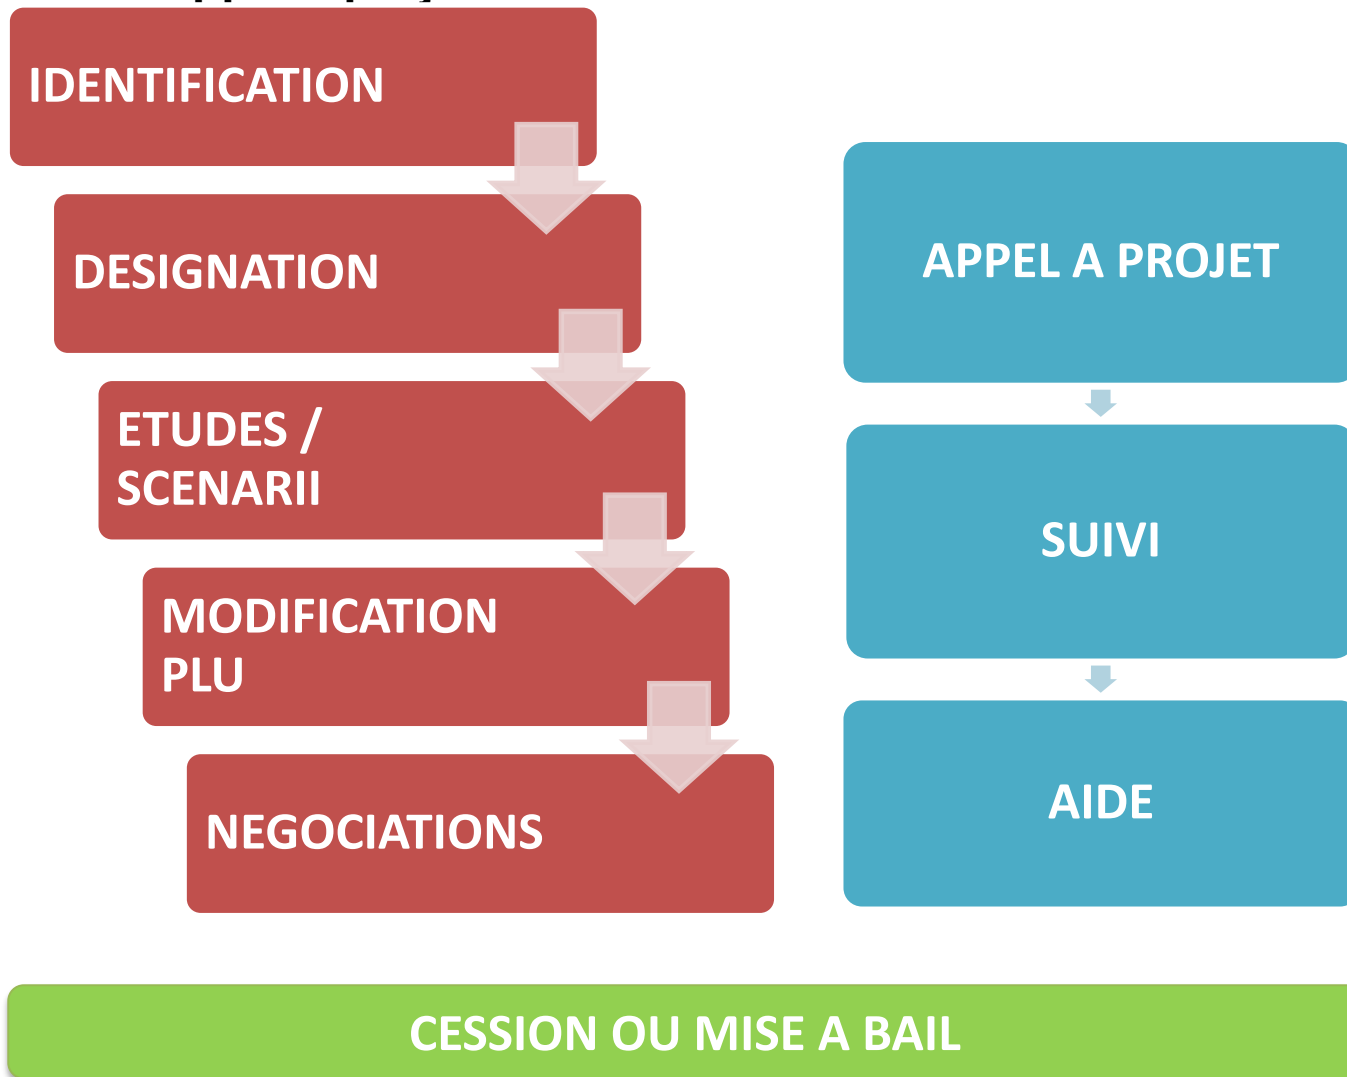 IDENTIFICATION
DESIGNATION
ETUDES /
SCENARII
MODIFICATION
PLU
NEGOCIATIONS
APPEL A PROJET
SUIVI
AIDE
CESSION OU MISE A BAIL